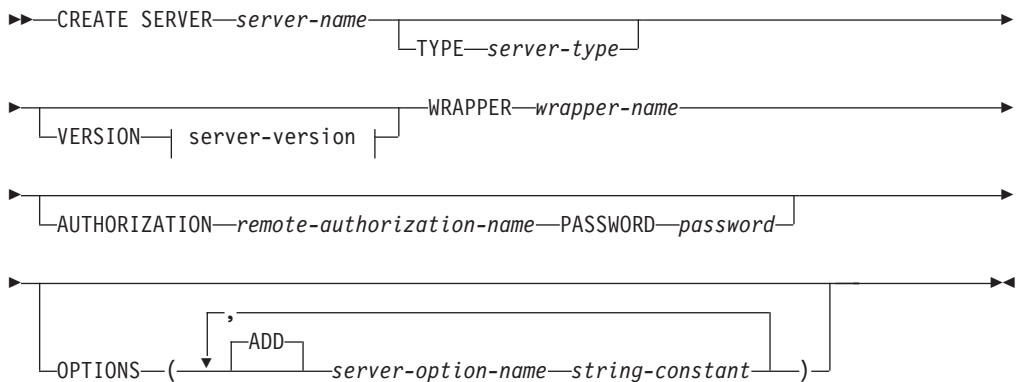 CREATE SERVER server-name
TYPE server-type
WRAPPER wrapper-name
VERSION server-version
AUTHORIZATION remote-authorization-name PASSWORD password
,
ADD
OPTIONS ( server-option-name string-constant )